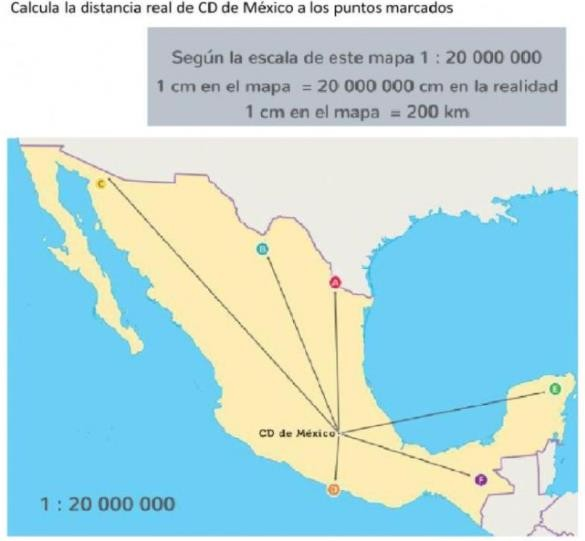 Calcula la distancia real de CD de México a los puntos marcados
Según la escala de este mapa 1 : 20 000 000
1 cm en el mapa = 20 000 000 cm en la realidad
1 cm en el mapa = 200 km
C
B
A
E
CD de México
F
D
1 : 20 000 000